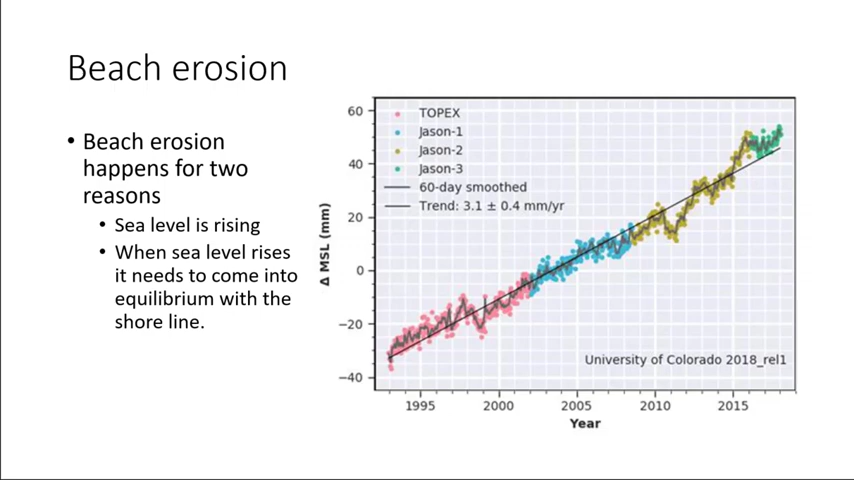 Beach erosion
• Beach erosion
happens for two
reasons
• Sea level is rising
• When sea level rises
it needs to come into
equilibrium with the
shore line.
TOPEX
Jason-1
Jason-2
Jason-3
60-day smoothed
Trend: 3.1 ± 0.4 mm/yr
Δ MSL (mm)
60
40
20
0
−20
−40
University of Colorado 2018_rel1
1995 2000 2005 2010 2015
Year